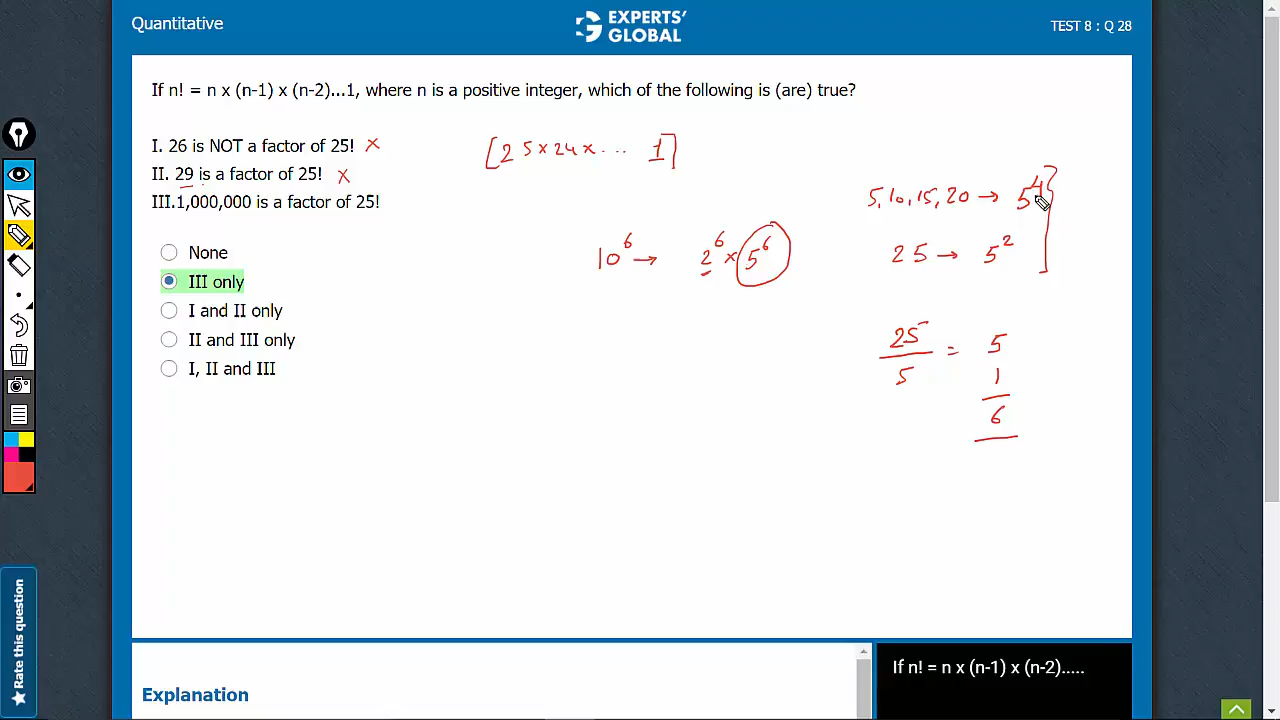 Quantitative
EXPERTS'
GLOBAL
TEST 8 : Q 28
If n! = n x (n-1) x (n-2)...1, where n is a positive integer, which of the following is (are) true?
I. 26 is NOT a factor of 25! x
[25 x 24 x ... 1]
II. 29 is a factor of 25! x
III.1,000,000 is a factor of 25!
5, 10, 15, 20 → 5⁴
10⁶ → 2⁶ x 5⁶
25 → 5²
None
III only
I and II only
II and III only
I, II and III
25
5
= 5
1
6
Rate this question
Explanation
If n! = n x (n-1) x (n-2).....